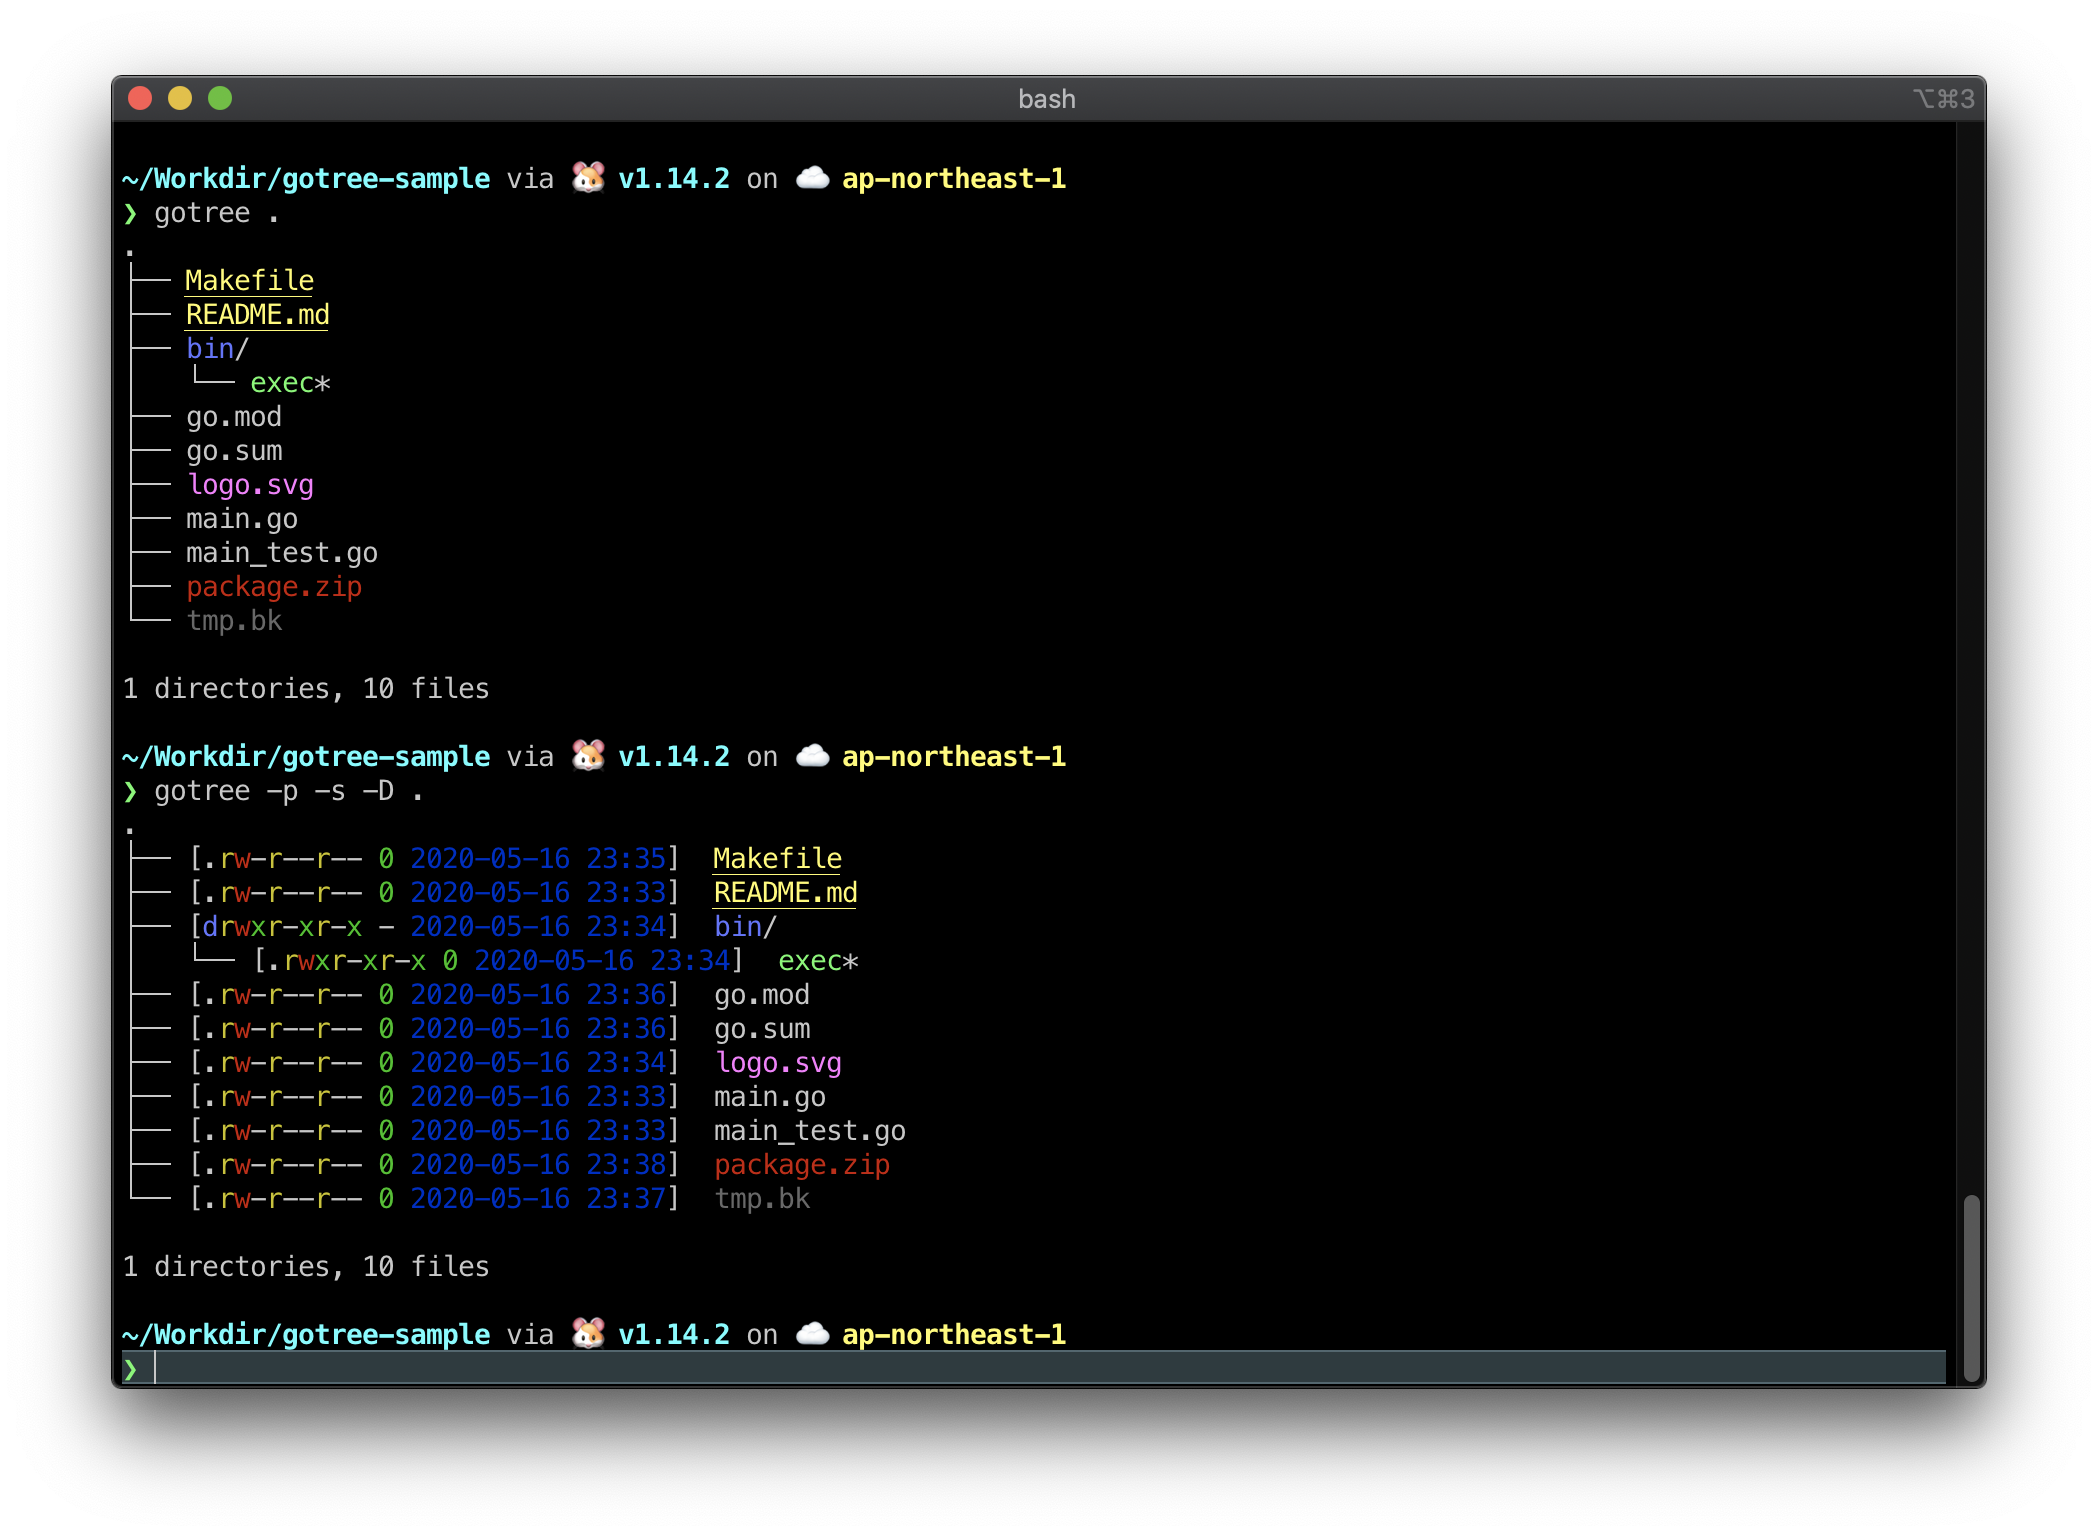 bash
⌥⌘3
~/Workdir/gotree-sample via 🐹 v1.14.2 on ☁️ ap-northeast-1
❯ gotree .
.
├── Makefile
├── README.md
├── bin/
│   └── exec*
├── go.mod
├── go.sum
├── logo.svg
├── main.go
├── main_test.go
├── package.zip
└── tmp.bk
1 directories, 10 files
~/Workdir/gotree-sample via 🐹 v1.14.2 on ☁️ ap-northeast-1
❯ gotree -p -s -D .
.
├── [.rw-r--r-- 0 2020-05-16 23:35]  Makefile
├── [.rw-r--r-- 0 2020-05-16 23:33]  README.md
├── [drwxr-xr-x - 2020-05-16 23:34]  bin/
│   └── [.rwxr-xr-x 0 2020-05-16 23:34]  exec*
├── [.rw-r--r-- 0 2020-05-16 23:36]  go.mod
├── [.rw-r--r-- 0 2020-05-16 23:36]  go.sum
├── [.rw-r--r-- 0 2020-05-16 23:34]  logo.svg
├── [.rw-r--r-- 0 2020-05-16 23:33]  main.go
├── [.rw-r--r-- 0 2020-05-16 23:33]  main_test.go
├── [.rw-r--r-- 0 2020-05-16 23:38]  package.zip
└── [.rw-r--r-- 0 2020-05-16 23:37]  tmp.bk
1 directories, 10 files
~/Workdir/gotree-sample via 🐹 v1.14.2 on ☁️ ap-northeast-1
❯